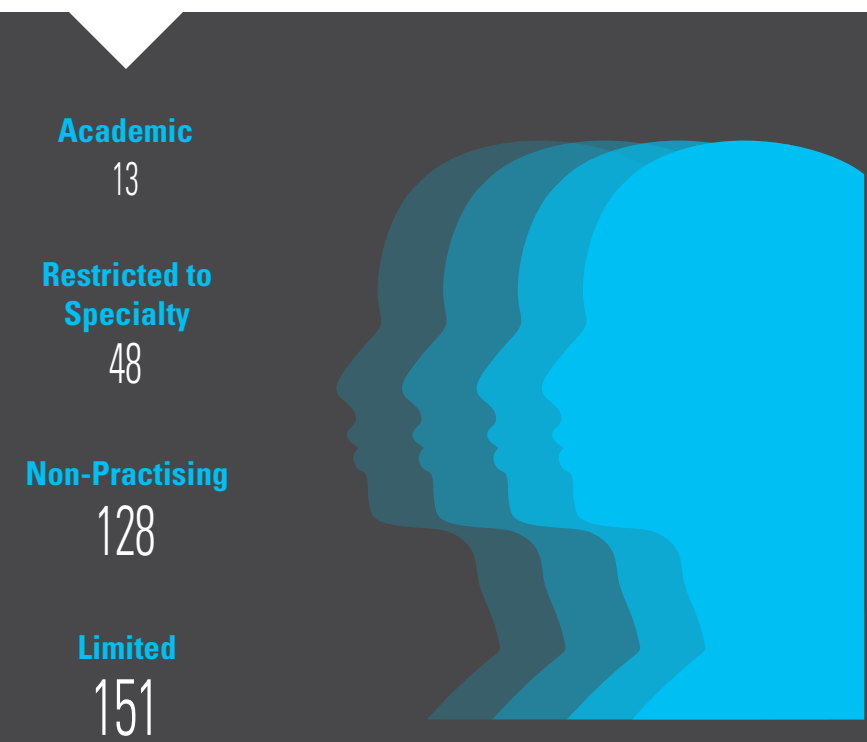 Academic
13
Restricted to
Specialty
48
Non-Practising
128
Limited
151